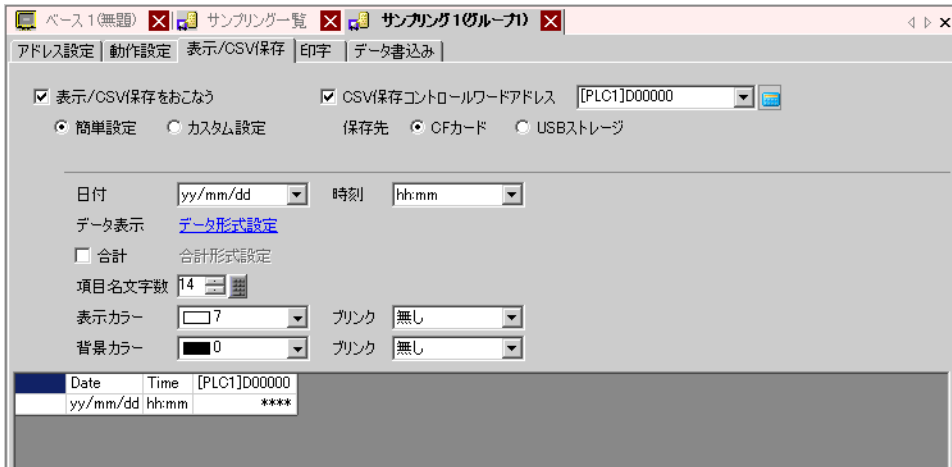 ベース1(無題) サンプリング一覧 サンプリング1(グループ1)
アドレス設定 動作設定 表示/CSV保存 印字 データ書込み
表示/CSV保存をおこなう CSV保存コントロールワードアドレス [PLC1]D00000
簡単設定 カスタム設定 保存先 CFカード USBストレージ
日付 yy/mm/dd 時刻 hh:mm
データ表示 データ形式設定
合計 合計形式設定
項目名文字数 14
表示カラー 7 ブリンク 無し
背景カラー 0 ブリンク 無し
Date Time [PLC1]D00000
yy/mm/dd hh:mm ****